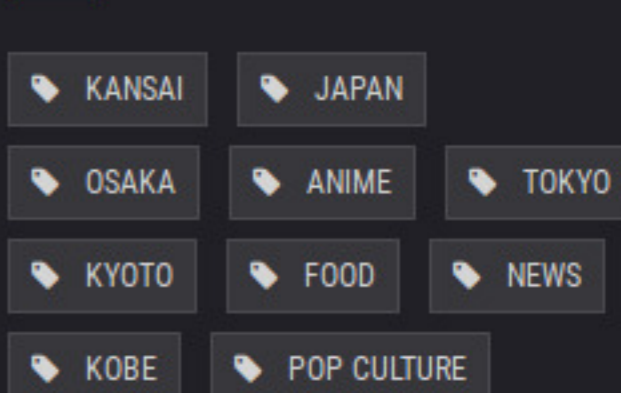 KANSAI JAPAN
OSAKA ANIME TOKYO
KYOTO FOOD NEWS
KOBE POP CULTURE